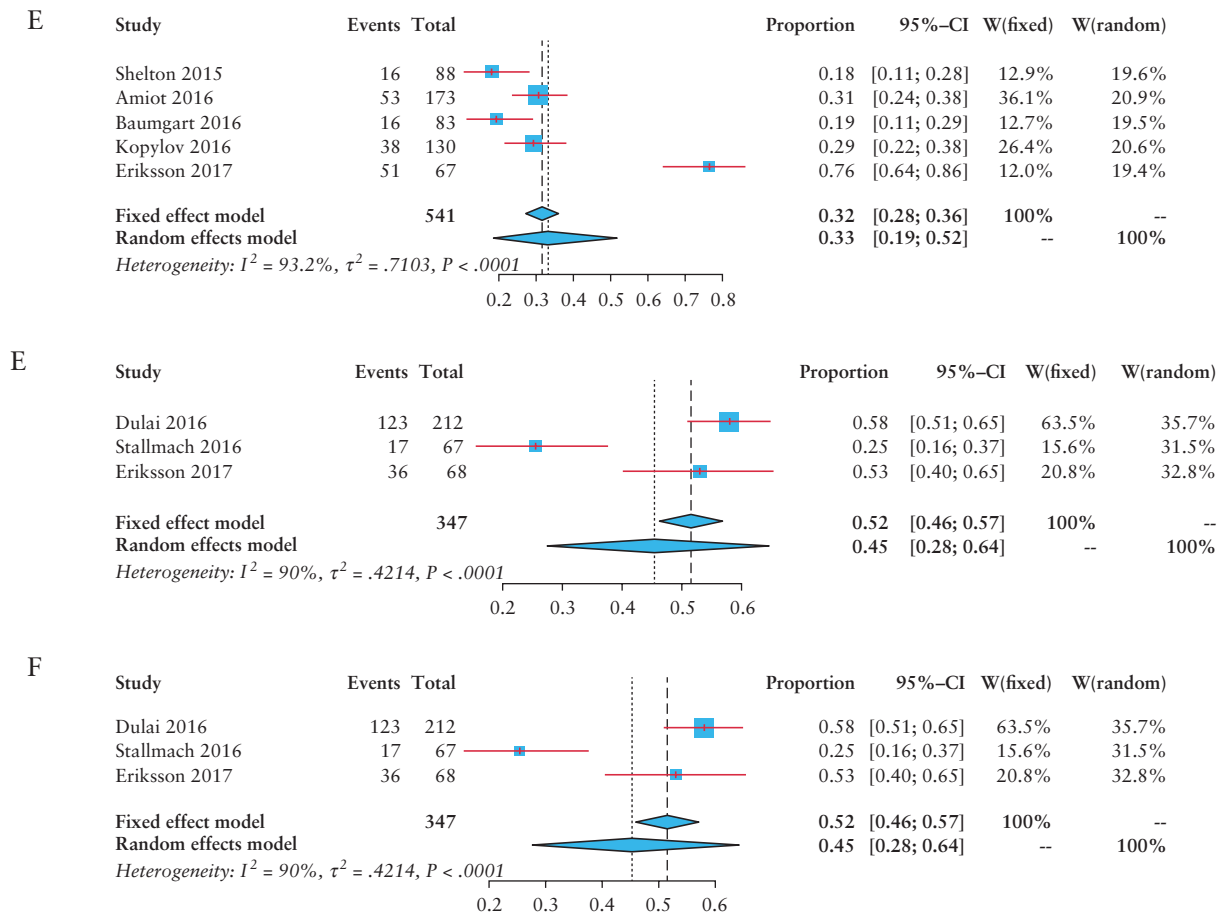 E
Study Events Total Proportion 95%–CI W(fixed) W(random)
Shelton 2015 16 88 0.18 [0.11; 0.28] 12.9% 19.6%
Amiot 2016 53 173 0.31 [0.24; 0.38] 36.1% 20.9%
Baumgart 2016 16 83 0.19 [0.11; 0.29] 12.7% 19.5%
Kopylov 2016 38 130 0.29 [0.22; 0.38] 26.4% 20.6%
Eriksson 2017 51 67 0.76 [0.64; 0.86] 12.0% 19.4%
Fixed effect model 541 0.32 [0.28; 0.36] 100% --
Random effects model 0.33 [0.19; 0.52] -- 100%
Heterogeneity: I² = 93.2%, τ² = .7103, P < .0001
0.2 0.3 0.4 0.5 0.6 0.7 0.8
E
Study Events Total Proportion 95%–CI W(fixed) W(random)
Dulai 2016 123 212 0.58 [0.51; 0.65] 63.5% 35.7%
Stallmach 2016 17 67 0.25 [0.16; 0.37] 15.6% 31.5%
Eriksson 2017 36 68 0.53 [0.40; 0.65] 20.8% 32.8%
Fixed effect model 347 0.52 [0.46; 0.57] 100% --
Random effects model 0.45 [0.28; 0.64] -- 100%
Heterogeneity: I² = 90%, τ² = .4214, P < .0001
0.2 0.3 0.4 0.5 0.6
F
Study Events Total Proportion 95%–CI W(fixed) W(random)
Dulai 2016 123 212 0.58 [0.51; 0.65] 63.5% 35.7%
Stallmach 2016 17 67 0.25 [0.16; 0.37] 15.6% 31.5%
Eriksson 2017 36 68 0.53 [0.40; 0.65] 20.8% 32.8%
Fixed effect model 347 0.52 [0.46; 0.57] 100% --
Random effects model 0.45 [0.28; 0.64] -- 100%
Heterogeneity: I² = 90%, τ² = .4214, P < .0001
0.2 0.3 0.4 0.5 0.6